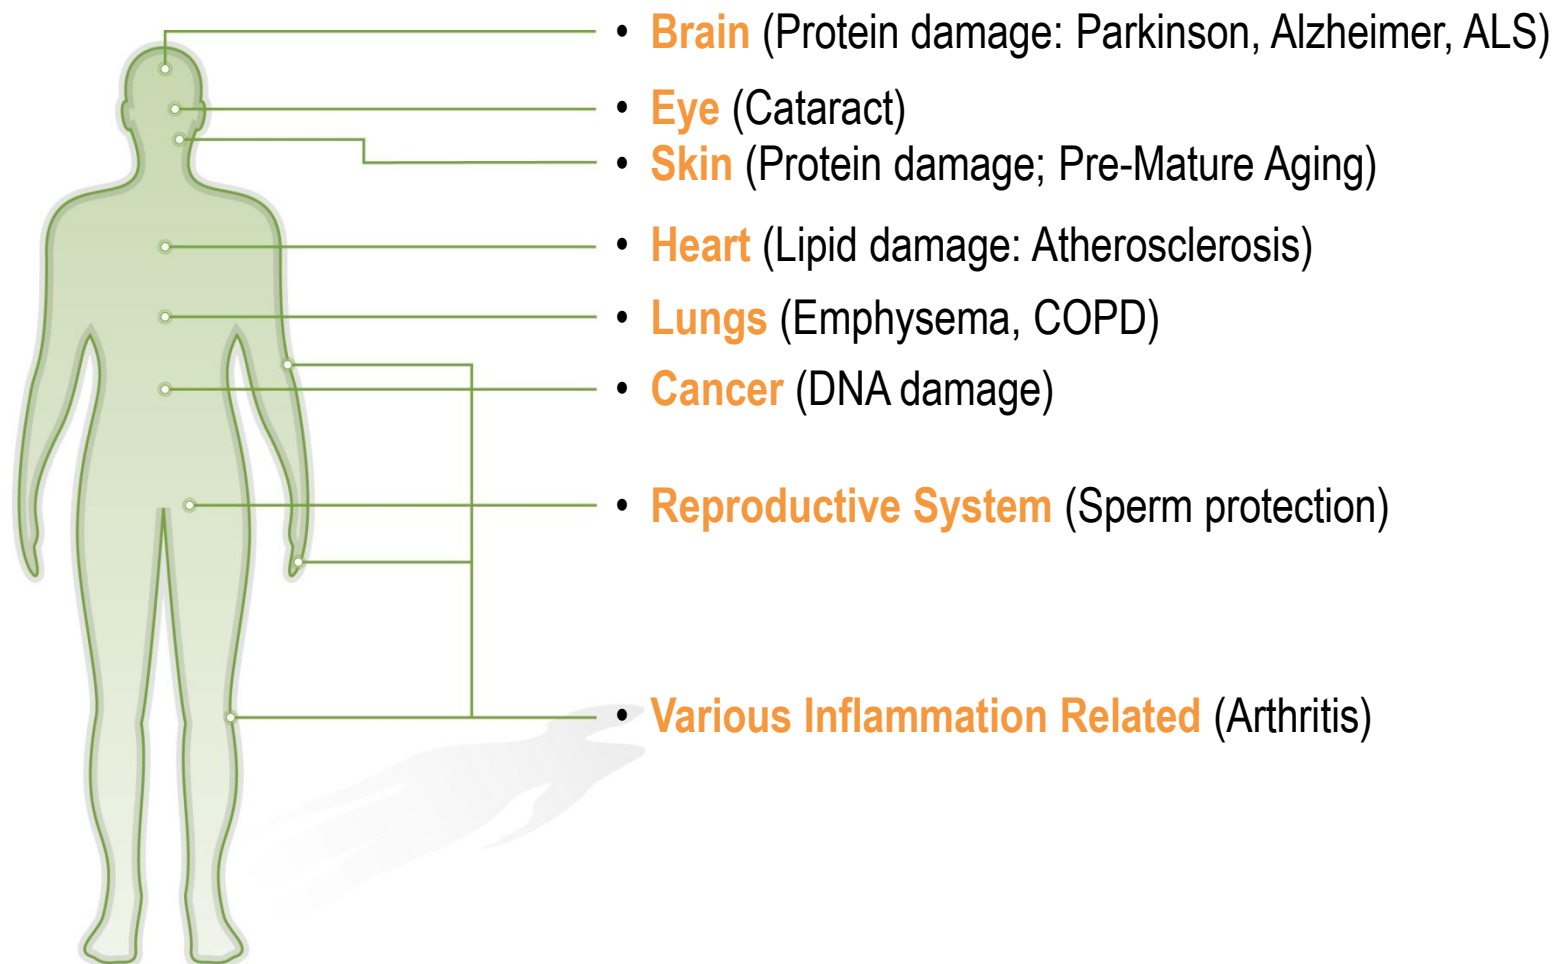 • Brain (Protein damage: Parkinson, Alzheimer, ALS)
• Eye (Cataract)
• Skin (Protein damage; Pre-Mature Aging)
• Heart (Lipid damage: Atherosclerosis)
• Lungs (Emphysema, COPD)
• Cancer (DNA damage)
• Reproductive System (Sperm protection)
• Various Inflammation Related (Arthritis)